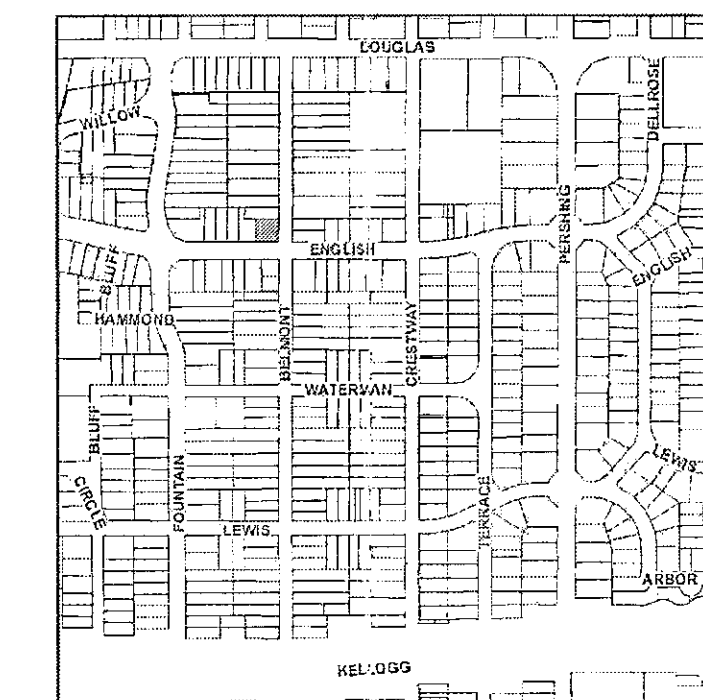 DOUGLAS
WILLOW
DELLROSE
PERSHING
ENGLISH
BLUFF
ENGLISH
HAMMOND
BELMONT
CRESTWAY
WATERMAN
BLUFF
LEWIS
FOUNTAIN
CIRCLE
TERRACE
LEWIS
ARBOR
KELLOGG